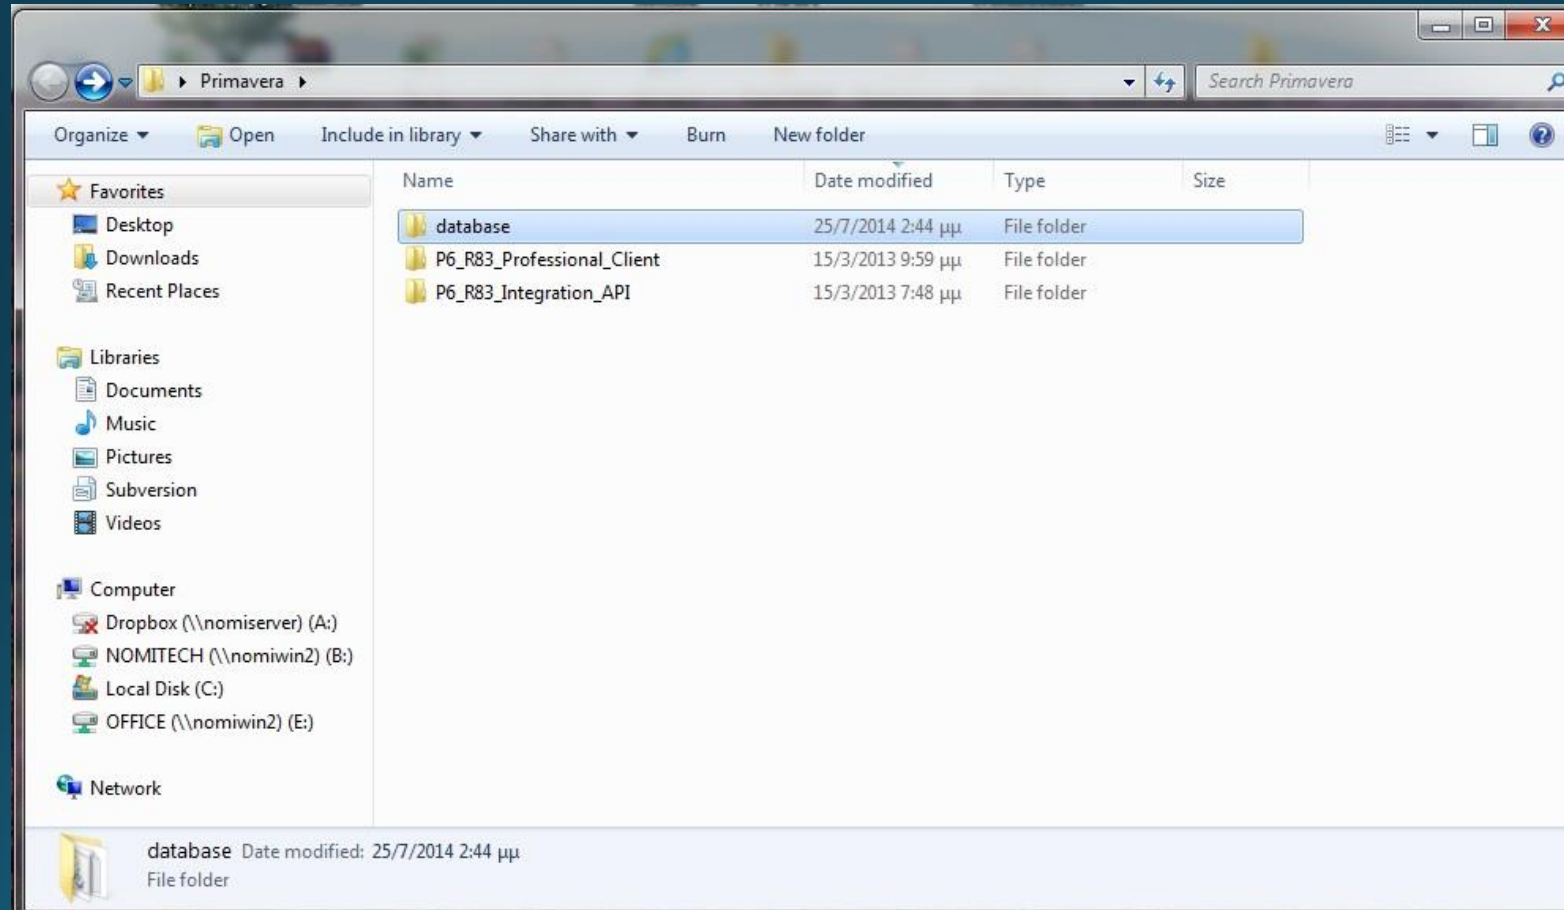 Primavera
Search Primavera
Organize Open Include in library Share with Burn New folder
Name Date modified Type Size
Favorites
Desktop
Downloads
Recent Places
Libraries
Documents
Music
Pictures
Subversion
Videos
Computer
Dropbox (\\nomiserver) (A:)
NOMITECH (\\nomiwin2) (B:)
Local Disk (C:)
OFFICE (\\nomiwin2) (E:)
Network
database 25/7/2014 2:44 μμ File folder
P6_R83_Professional_Client 15/3/2013 9:59 μμ File folder
P6_R83_Integration_API 15/3/2013 7:48 μμ File folder
database Date modified: 25/7/2014 2:44 μμ
File folder